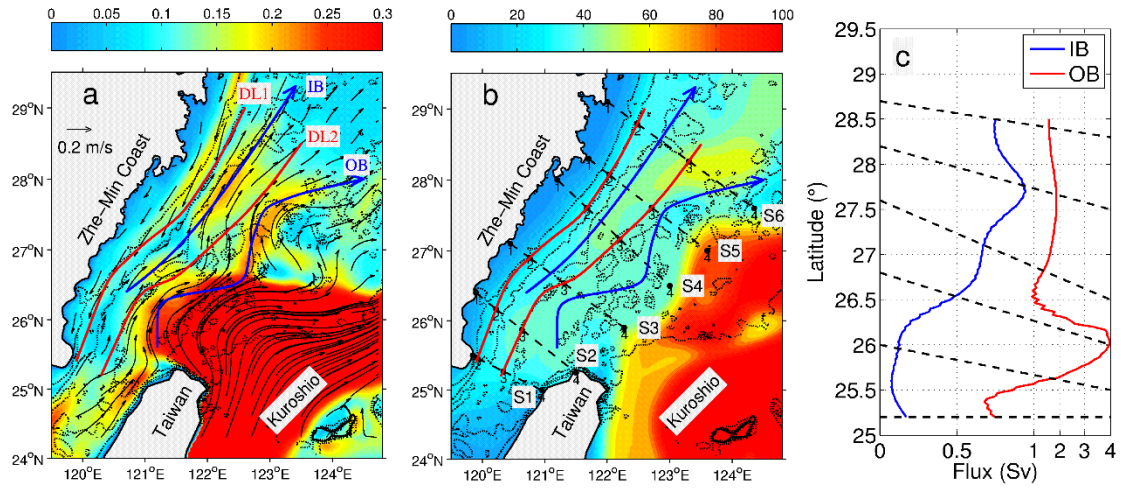 0 0.05 0.1 0.15 0.2 0.25 0.3
a
DL1
IB
DL2
OB
0.2 m/s
Zhe−Min Coast
Taiwan
Kuroshio
29°N
28°N
27°N
26°N
25°N
24°N
120°E 121°E 122°E 123°E 124°E
0 20 40 60 80 100
b
Zhe−Min Coast
S6
S5
S4
S3
S2
S1
Taiwan
Kuroshio
29°N
28°N
27°N
26°N
25°N
24°N
120°E 121°E 122°E 123°E 124°E
c
IB
OB
Latitude (°)
29.5
29
28.5
28
27.5
27
26.5
26
25.5
25
0 0.5 1 2 3 4
Flux (Sv)